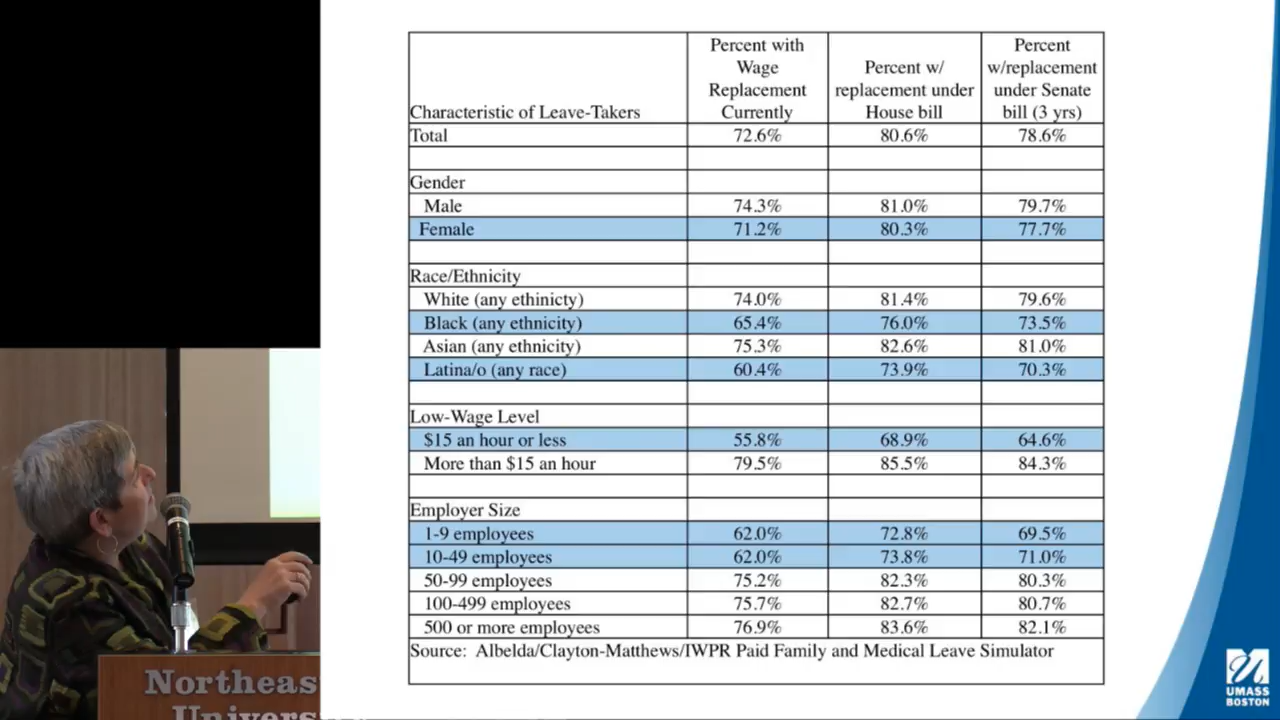 Characteristic of Leave-Takers
Percent with
Wage
Replacement
Currently
Percent w/
replacement under
House bill
Percent
w/replacement
under Senate
bill (3 yrs)
Total 72.6% 80.6% 78.6%
Gender
Male 74.3% 81.0% 79.7%
Female 71.2% 80.3% 77.7%
Race/Ethnicity
White (any ethinicty) 74.0% 81.4% 79.6%
Black (any ethnicity) 65.4% 76.0% 73.5%
Asian (any ethnicity) 75.3% 82.6% 81.0%
Latina/o (any race) 60.4% 73.9% 70.3%
Low-Wage Level
$15 an hour or less 55.8% 68.9% 64.6%
More than $15 an hour 79.5% 85.5% 84.3%
Employer Size
1-9 employees 62.0% 72.8% 69.5%
10-49 employees 62.0% 73.8% 71.0%
50-99 employees 75.2% 82.3% 80.3%
100-499 employees 75.7% 82.7% 80.7%
500 or more employees 76.9% 83.6% 82.1%
Source: Albelda/Clayton-Matthews/IWPR Paid Family and Medical Leave Simulator
UMASS
BOSTON
Northeas
Univers